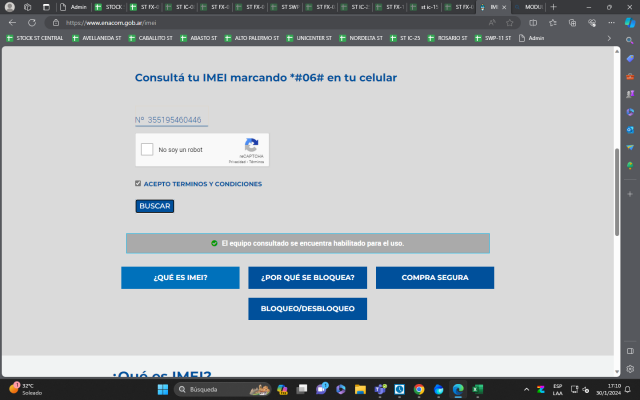 Admin STOCK ST FX-0 ST IC-0 ST FX- ST FX-0 ST SWF ST FX-0 ST FX-0 ST IC-2 ST FX- st ic-1 ST FX-0 IME MODU
https://www.enacom.gob.ar/imei
STOCK ST CENTRAL AVELLANEDA ST CABALLITO ST ABASTO ST ALTO PALERMO ST UNICENTER ST NORDELTA ST ST IC-25 ROSARIO ST SWP-11 ST Admin
Consultá tu IMEI marcando *#06# en tu celular
Nº 355195460446
No soy un robot
reCAPTCHA
Privacidad - Términos
ACEPTO TERMINOS Y CONDICIONES
BUSCAR
El equipo consultado se encuentra habilitado para el uso.
¿QUÉ ES IMEI? ¿POR QUÉ SE BLOQUEA? COMPRA SEGURA
BLOQUEO/DESBLOQUEO
¿Qué es IMEI?
32°C
Soleado
Búsqueda
ESP
LAA
17:10
30/1/2024